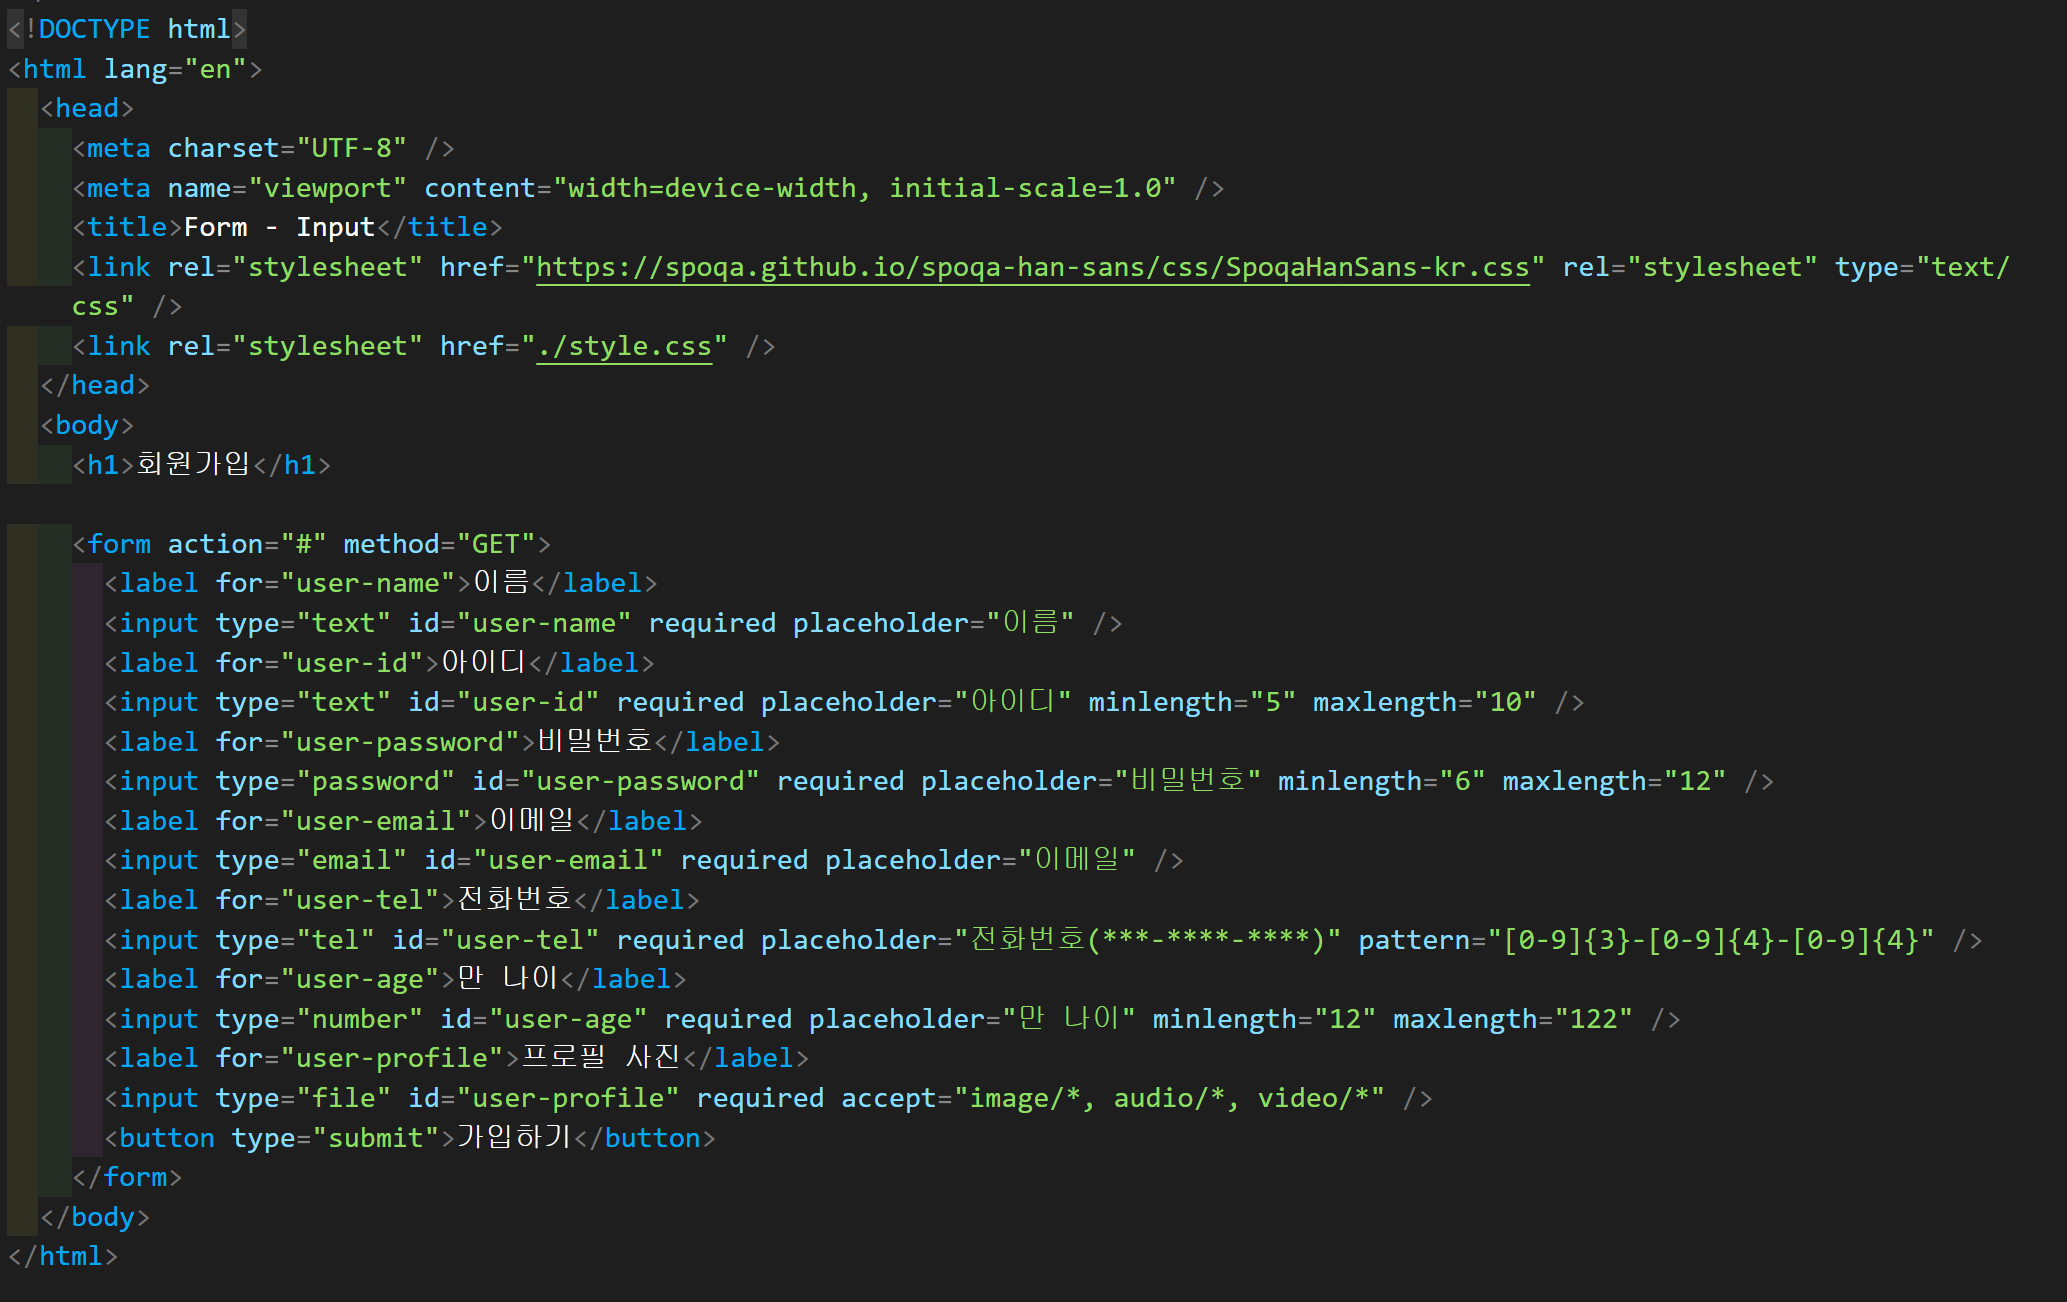 <!DOCTYPE html>
<html lang="en">
<head>
<meta charset="UTF-8" />
<meta name="viewport" content="width=device-width, initial-scale=1.0" />
<title>Form - Input</title>
<link rel="stylesheet" href="https://spoqa.github.io/spoqa-han-sans/css/SpoqaHanSans-kr.css" rel="stylesheet" type="text/
css" />
<link rel="stylesheet" href="./style.css" />
</head>
<body>
<h1>회원가입</h1>
<form action="#" method="GET">
<label for="user-name">이름</label>
<input type="text" id="user-name" required placeholder="이름" />
<label for="user-id">아이디</label>
<input type="text" id="user-id" required placeholder="아이디" minlength="5" maxlength="10" />
<label for="user-password">비밀번호</label>
<input type="password" id="user-password" required placeholder="비밀번호" minlength="6" maxlength="12" />
<label for="user-email">이메일</label>
<input type="email" id="user-email" required placeholder="이메일" />
<label for="user-tel">전화번호</label>
<input type="tel" id="user-tel" required placeholder="전화번호(***-****-****)" pattern="[0-9]{3}-[0-9]{4}-[0-9]{4}" />
<label for="user-age">만 나이</label>
<input type="number" id="user-age" required placeholder="만 나이" minlength="12" maxlength="122" />
<label for="user-profile">프로필 사진</label>
<input type="file" id="user-profile" required accept="image/*, audio/*, video/*" />
<button type="submit">가입하기</button>
</form>
</body>
</html>